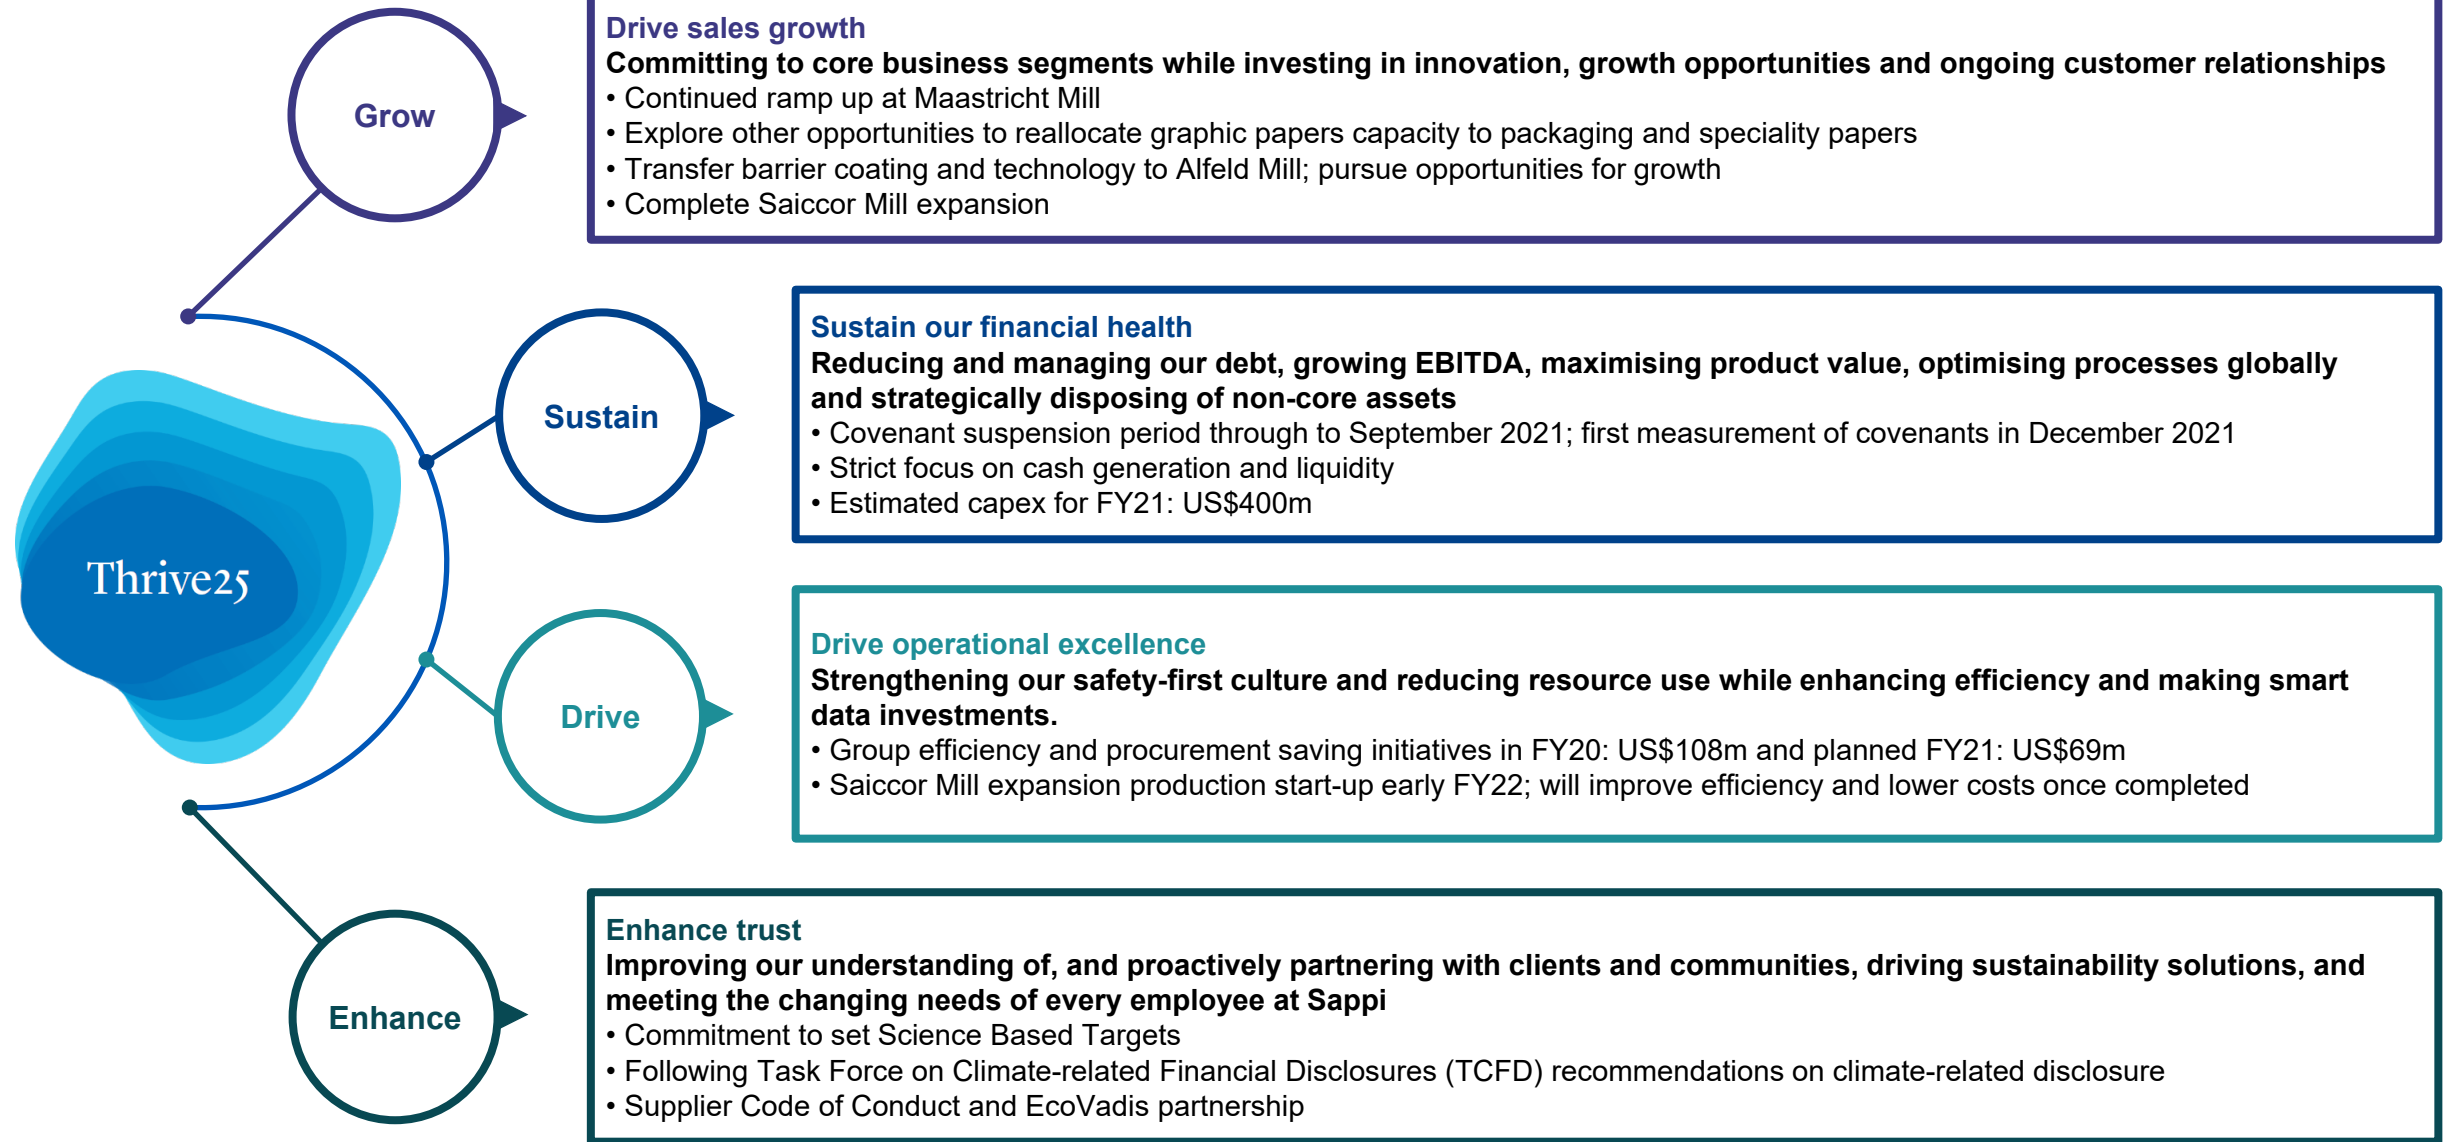 Grow
Drive sales growth
Committing to core business segments while investing in innovation, growth opportunities and ongoing customer relationships
• Continued ramp up at Maastricht Mill
• Explore other opportunities to reallocate graphic papers capacity to packaging and speciality papers
• Transfer barrier coating and technology to Alfeld Mill; pursue opportunities for growth
• Complete Saiccor Mill expansion
Thrive25
Sustain
Sustain our financial health
Reducing and managing our debt, growing EBITDA, maximising product value, optimising processes globally
and strategically disposing of non-core assets
• Covenant suspension period through to September 2021; first measurement of covenants in December 2021
• Strict focus on cash generation and liquidity
• Estimated capex for FY21: US$400m
Drive
Drive operational excellence
Strengthening our safety-first culture and reducing resource use while enhancing efficiency and making smart
data investments.
• Group efficiency and procurement saving initiatives in FY20: US$108m and planned FY21: US$69m
• Saiccor Mill expansion production start-up early FY22; will improve efficiency and lower costs once completed
Enhance
Enhance trust
Improving our understanding of, and proactively partnering with clients and communities, driving sustainability solutions, and
meeting the changing needs of every employee at Sappi
• Commitment to set Science Based Targets
• Following Task Force on Climate-related Financial Disclosures (TCFD) recommendations on climate-related disclosure
• Supplier Code of Conduct and EcoVadis partnership